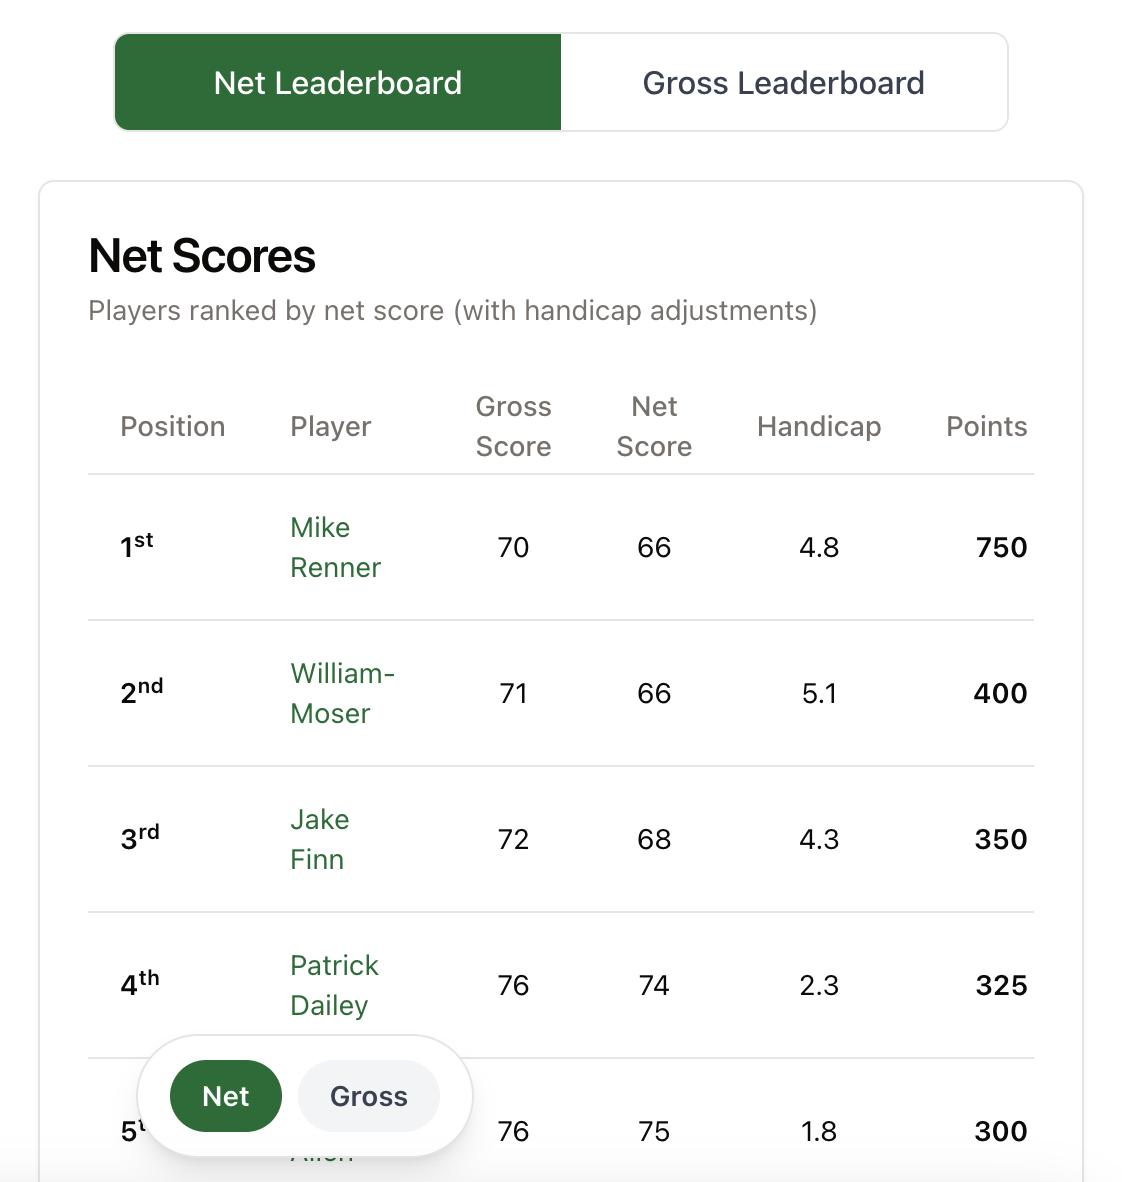 Net Leaderboard Gross Leaderboard
Net Scores
Players ranked by net score (with handicap adjustments)
Position Player Gross Score Net Score Handicap Points
1st Mike Renner 70 66 4.8 750
2nd William-Moser 71 66 5.1 400
3rd Jake Finn 72 68 4.3 350
4th Patrick Dailey 76 74 2.3 325
5 76 75 1.8 300
Net Gross